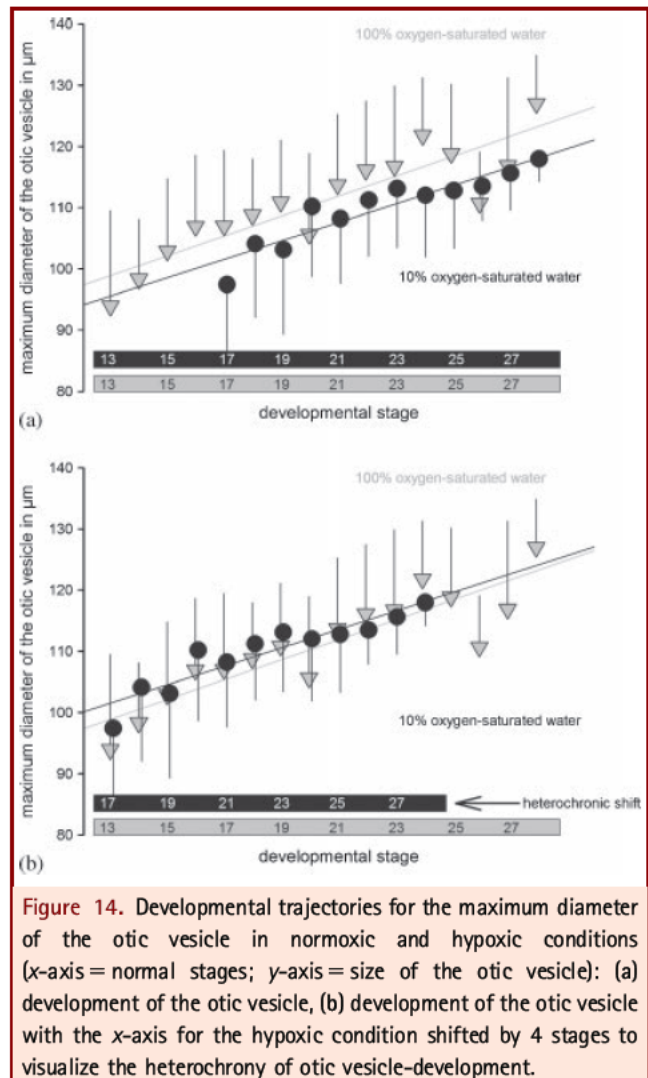 140
100% oxygen-saturated water
130
120
110
100
10% oxygen-saturated water
90
80
maximum diameter of the otic vesicle in µm
13 15 17 19 21 23 25 27
13 15 17 19 21 23 25 27
developmental stage
(a)
140
100% oxygen-saturated water
130
120
110
100
10% oxygen-saturated water
90
80
maximum diameter of the otic vesicle in µm
17 19 21 23 25 27
heterochronic shift
13 15 17 19 21 23 25 27
developmental stage
(b)
Figure 14. Developmental trajectories for the maximum diameter
of the otic vesicle in normoxic and hypoxic conditions
(x-axis = normal stages; y-axis = size of the otic vesicle): (a)
development of the otic vesicle, (b) development of the otic vesicle
with the x-axis for the hypoxic condition shifted by 4 stages to
visualize the heterochrony of otic vesicle-development.